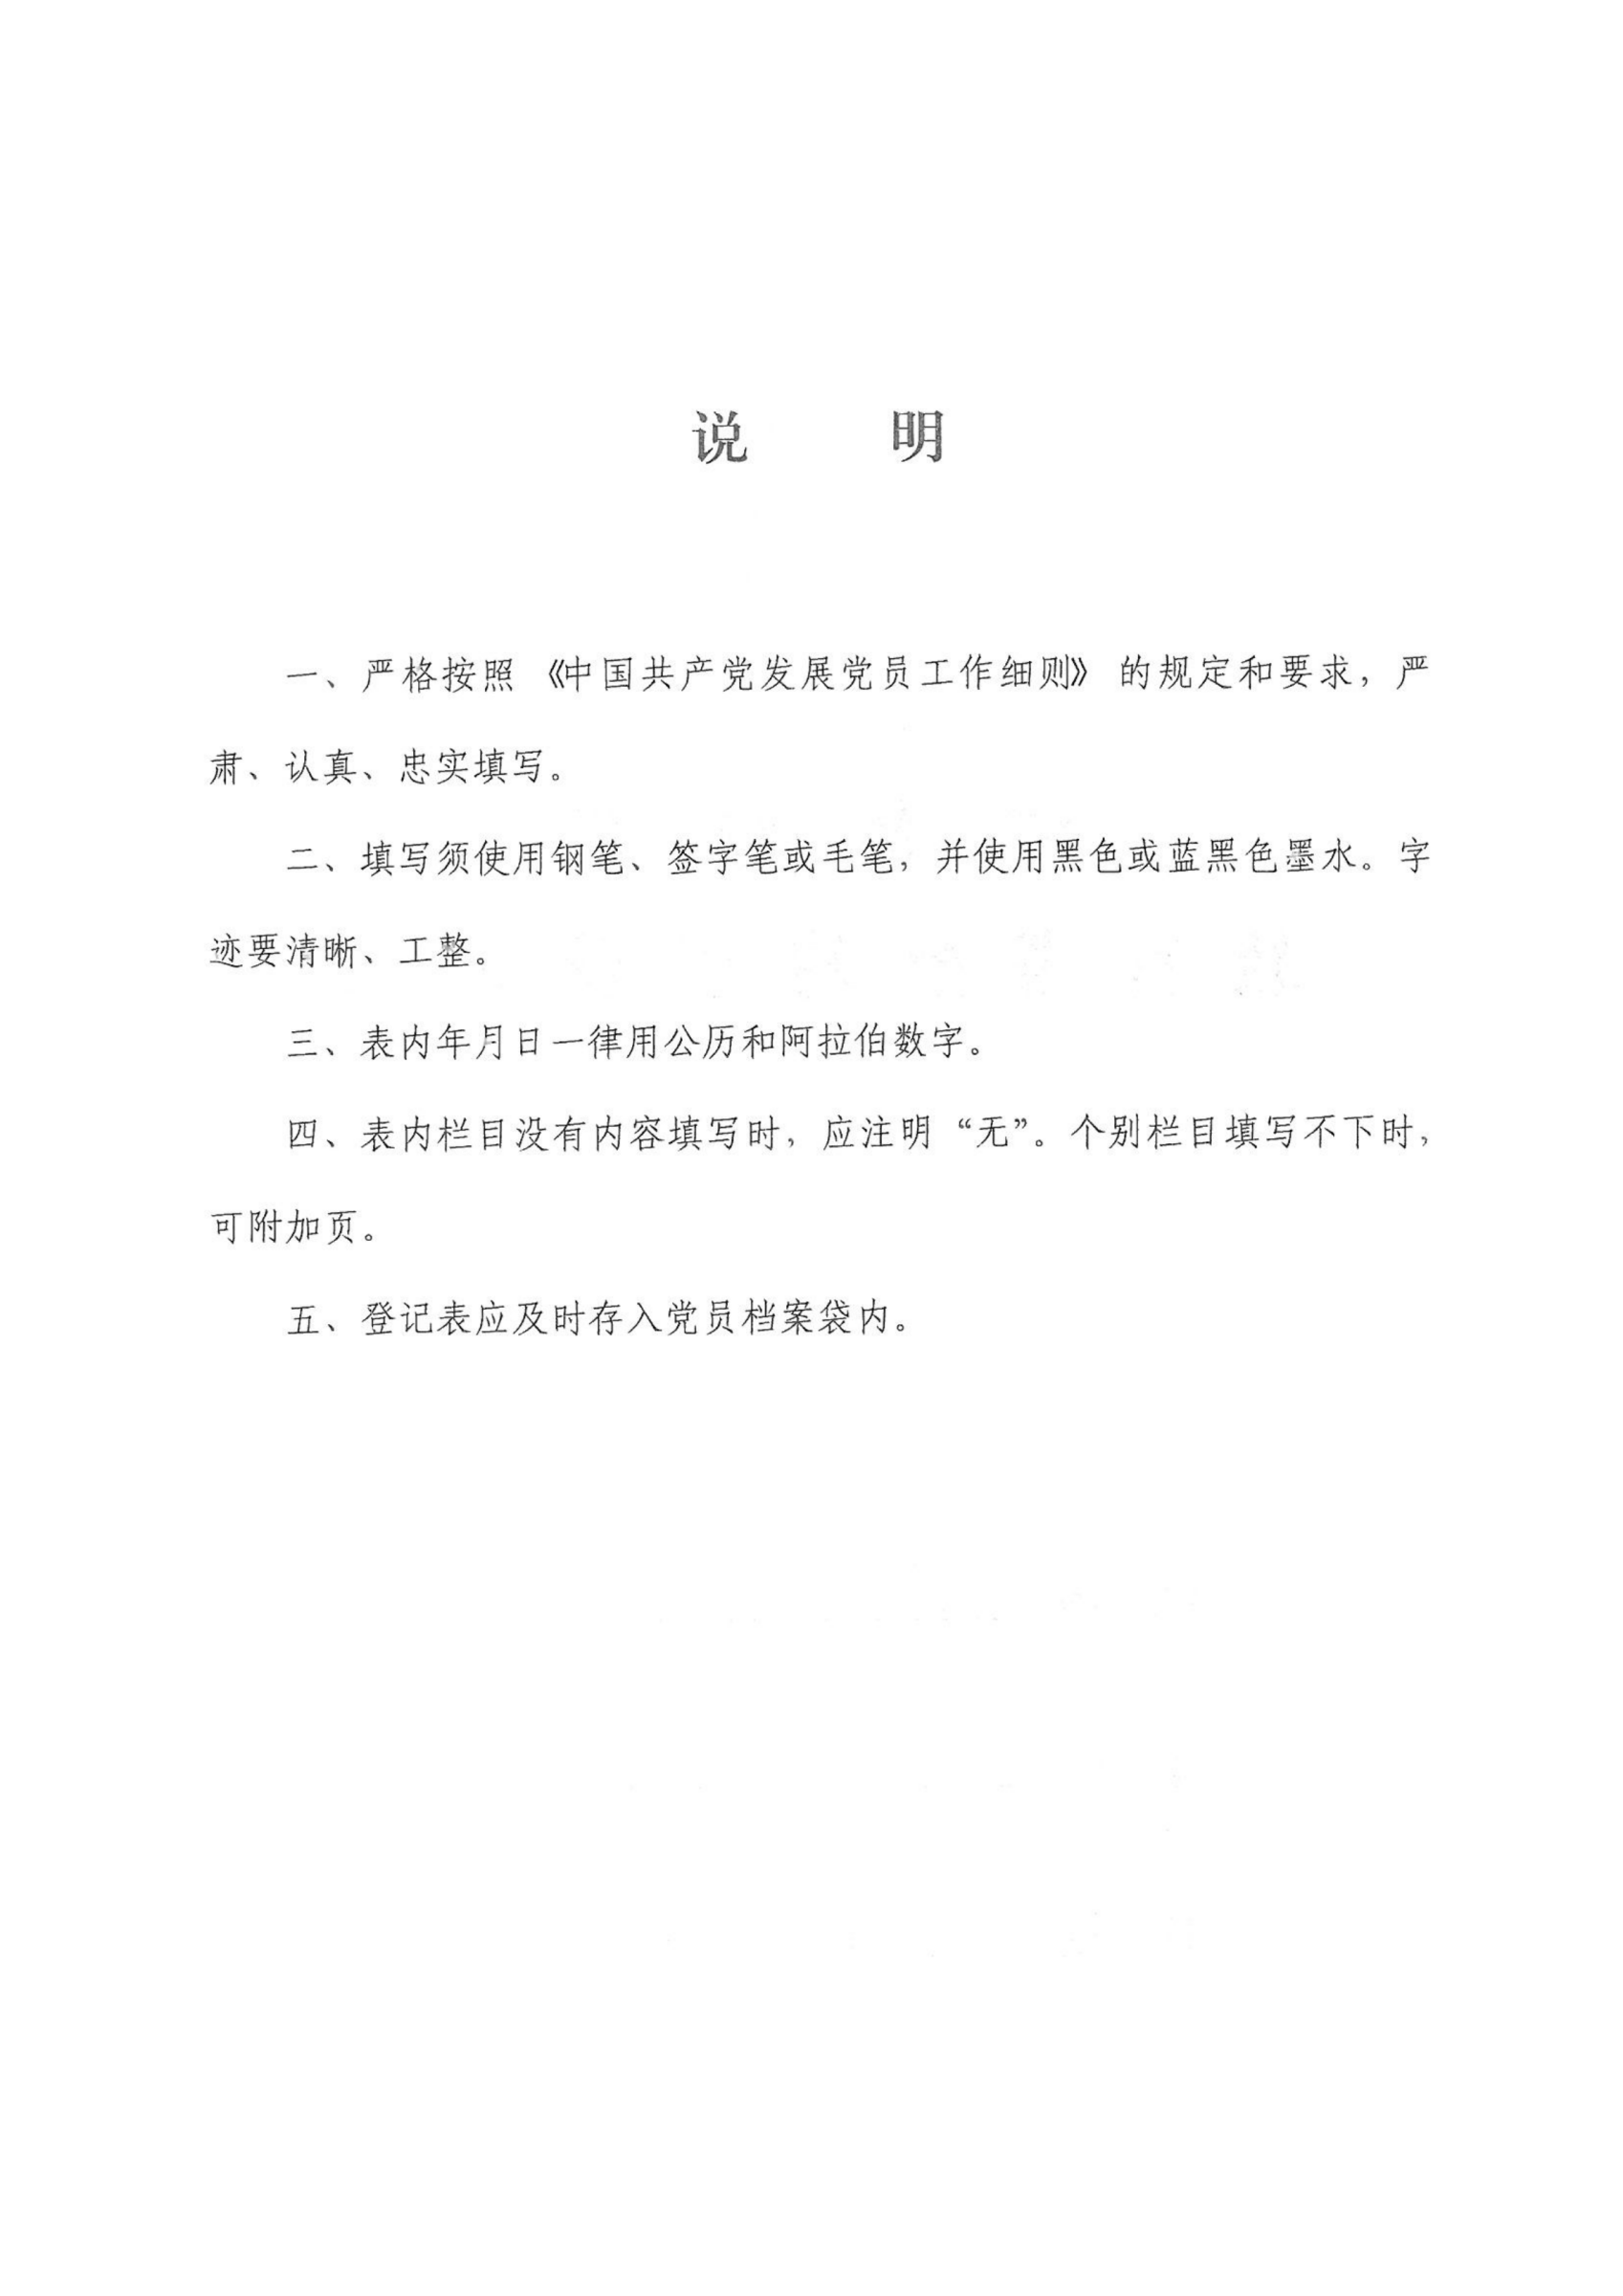 说 明
一、严格按照《中国共产党发展党员工作细则》的规定和要求，严
肃、认真、忠实填写。
二、填写须使用钢笔、签字笔或毛笔，并使用黑色或蓝黑色墨水。字
迹要清晰、工整。
三、表内年月日一律用公历和阿拉伯数字。
四、表内栏目没有内容填写时，应注明“无”。个别栏目填写不下时，
可附加页。
五、登记表应及时存入党员档案袋内。